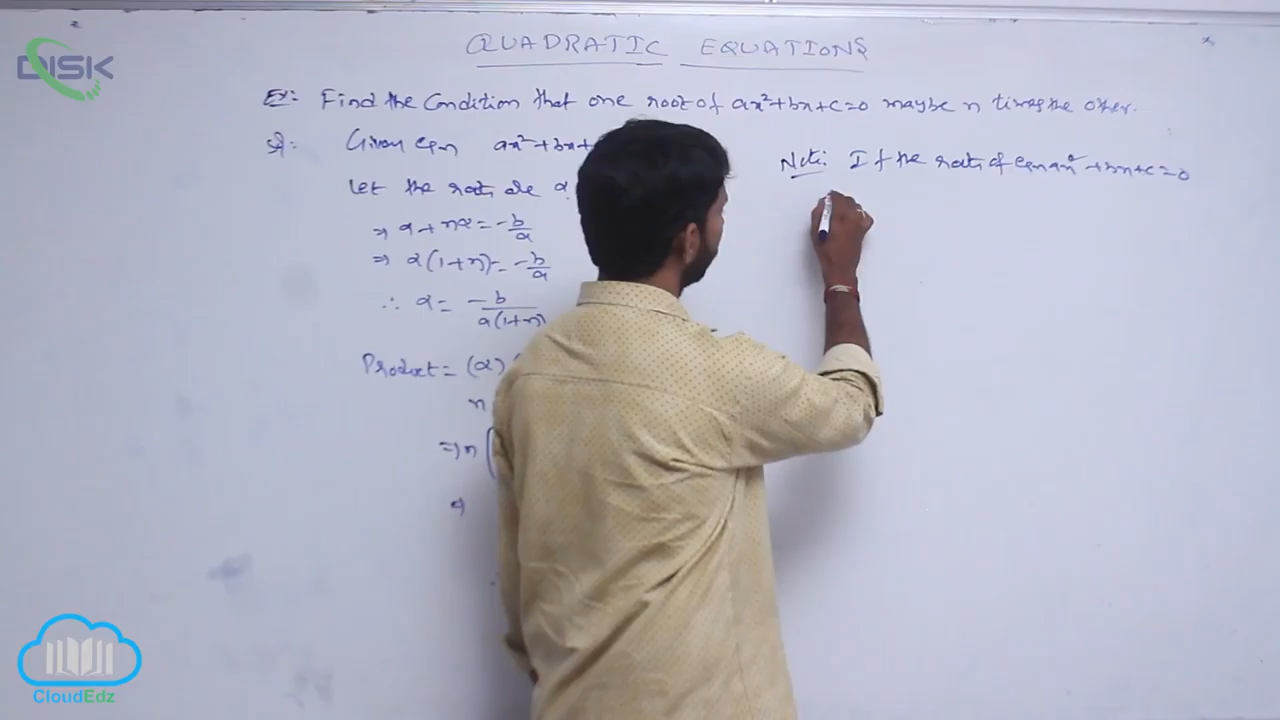 DISK
QUADRATIC EQUATIONS
Ex: Find the Condition that one root of ax²+bx+c=0 maybe n times the other.
Given Eqn ax²+bx+
Let the roots are α
⇒ α+nα=-b/a
⇒ α(1+n)=-b/a
∴ α= -b/a(1+n)
Product = (α)
n
⇒n(
⇒
Note: If the roots of Eqn ax²+bx+c=0
CloudEdz